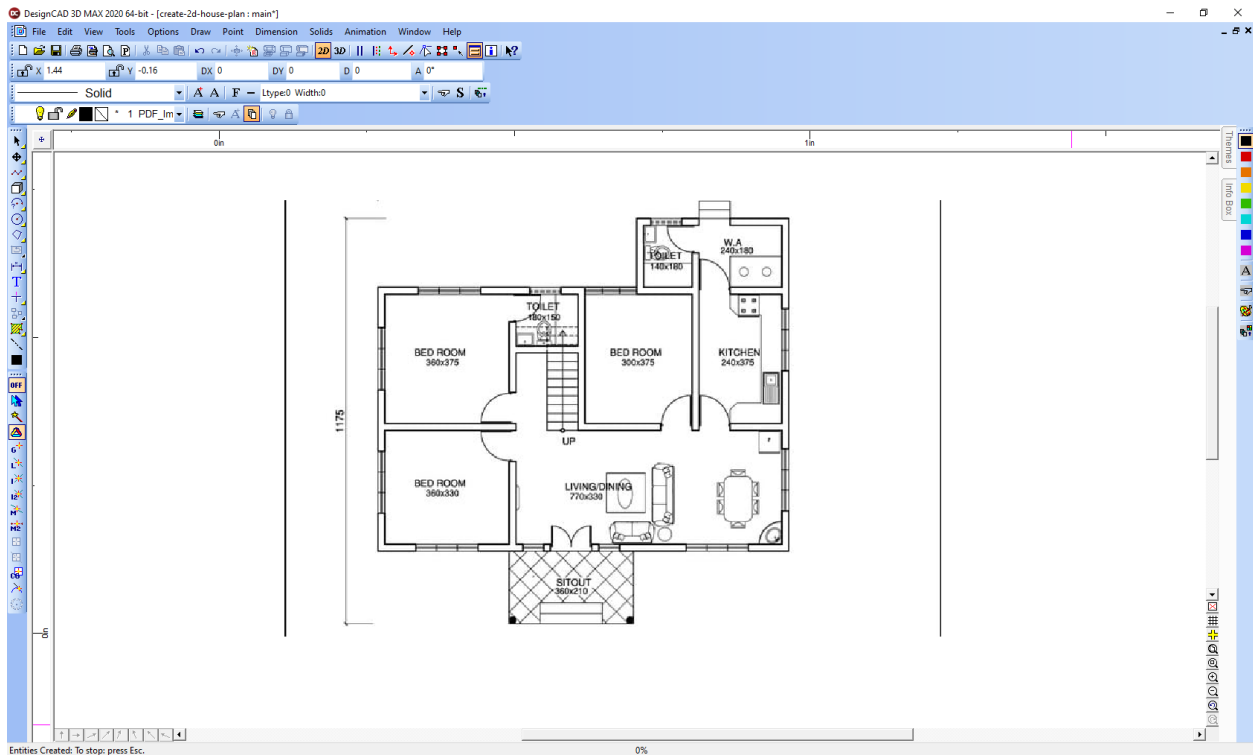 DesignCAD 3D MAX 2020 64-bit - [create-2d-house-plan : main*]
File Edit View Tools Options Draw Point Dimension Solids Animation Window Help
2D 3D
X 1.44 Y -0.16 DX 0 DY 0 D 0 A 0°
Solid A A F Ltype:0 Width:0 S
* 1 PDF_Im
0in 1in
Themes
Info Box
W.A
240x180
TOILET
140x180
TOILET
180x150
BED ROOM
360x375
BED ROOM
300x375
KITCHEN
240x375
1175
UP
BED ROOM
360x330
LIVING/DINING
770x330
SITOUT
360x210
OFF
0in
Entities Created: To stop: press Esc.
0%